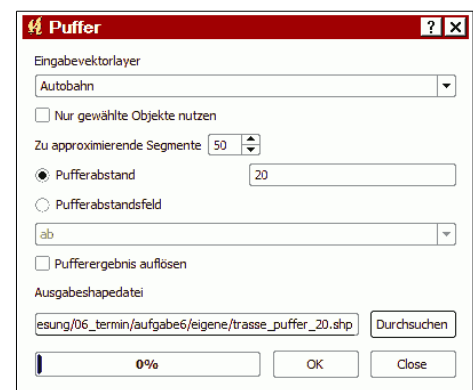 Puffer
Eingabevektorlayer
Autobahn
Nur gewählte Objekte nutzen
Zu approximierende Segmente 50
Pufferabstand 20
Pufferabstandsfeld
ab
Pufferergebnis auflösen
Ausgabeshapedatei
esung/06_termin/aufgabe6/eigene/trasse_puffer_20.shp Durchsuchen
0% OK Close